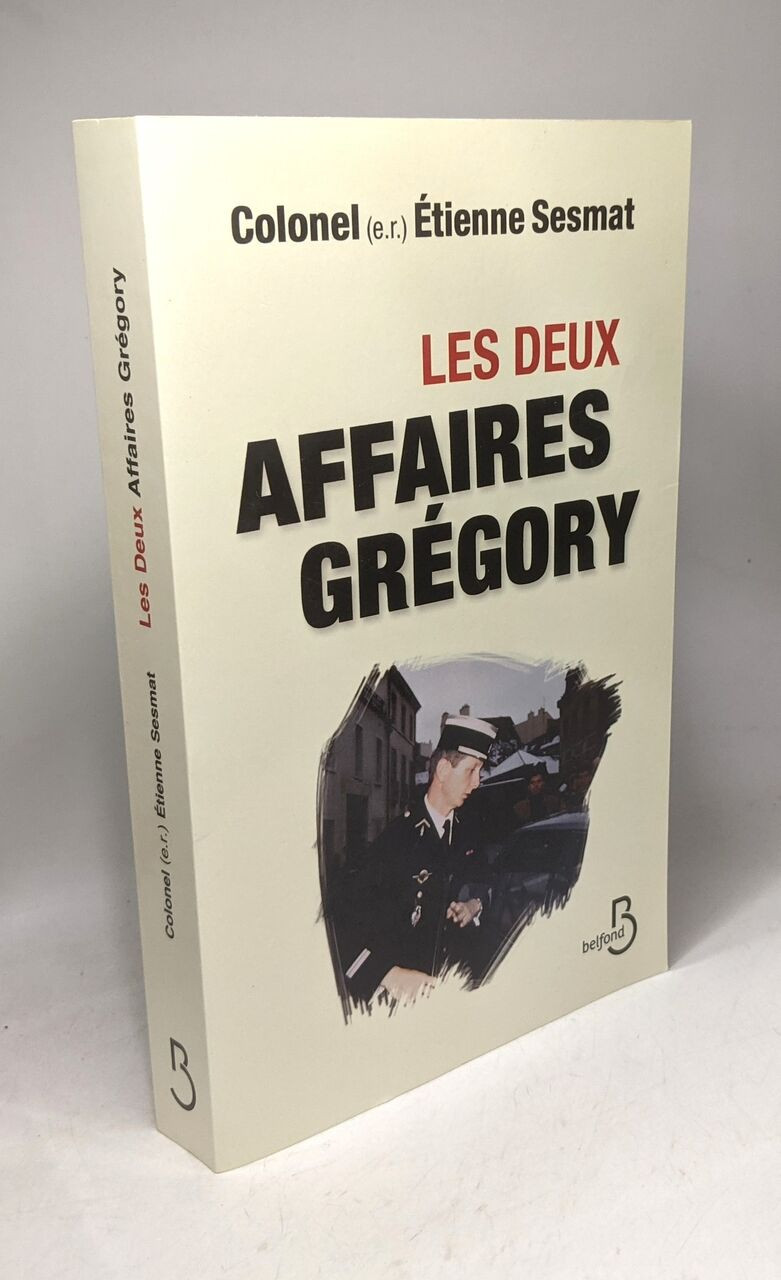 Colonel (e.r.) Étienne Sesmat
LES DEUX
AFFAIRES
GRÉGORY
belfond
Colonel (e.r.) Étienne Sesmat Les Deux Affaires Grégory